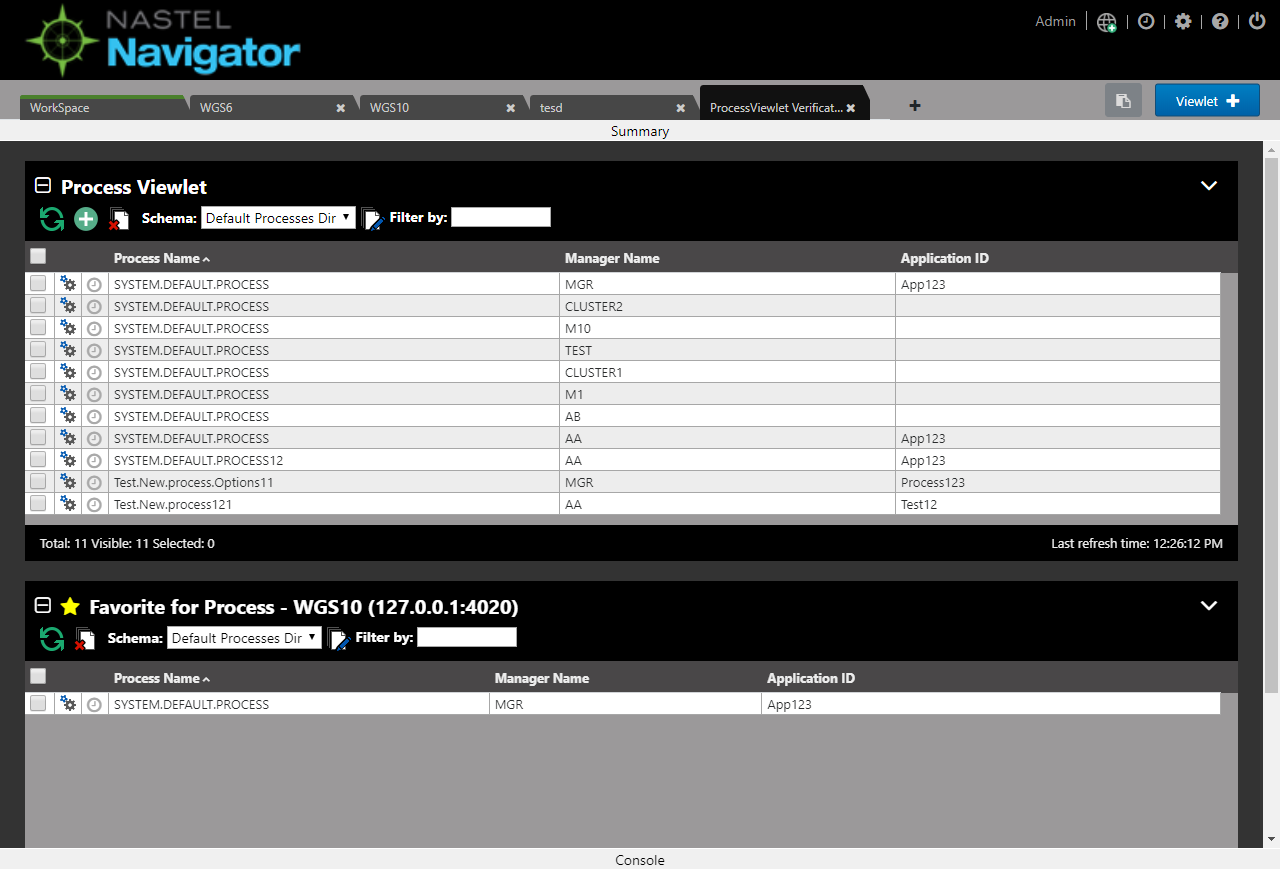 NASTEL
Navigator
Admin
WorkSpace WGS6 WGS10 tesd ProcessViewlet Verificat... Viewlet
Summary
Process Viewlet
Schema: Default Processes Dir Filter by:
Process Name Manager Name Application ID
SYSTEM.DEFAULT.PROCESS MGR App123
SYSTEM.DEFAULT.PROCESS CLUSTER2
SYSTEM.DEFAULT.PROCESS M10
SYSTEM.DEFAULT.PROCESS TEST
SYSTEM.DEFAULT.PROCESS CLUSTER1
SYSTEM.DEFAULT.PROCESS M1
SYSTEM.DEFAULT.PROCESS AB
SYSTEM.DEFAULT.PROCESS AA App123
SYSTEM.DEFAULT.PROCESS12 AA App123
Test.New.process.Options11 MGR Process123
Test.New.process121 AA Test12
Total: 11 Visible: 11 Selected: 0 Last refresh time: 12:26:12 PM
Favorite for Process - WGS10 (127.0.0.1:4020)
Schema: Default Processes Dir Filter by:
Process Name Manager Name Application ID
SYSTEM.DEFAULT.PROCESS MGR App123
Console